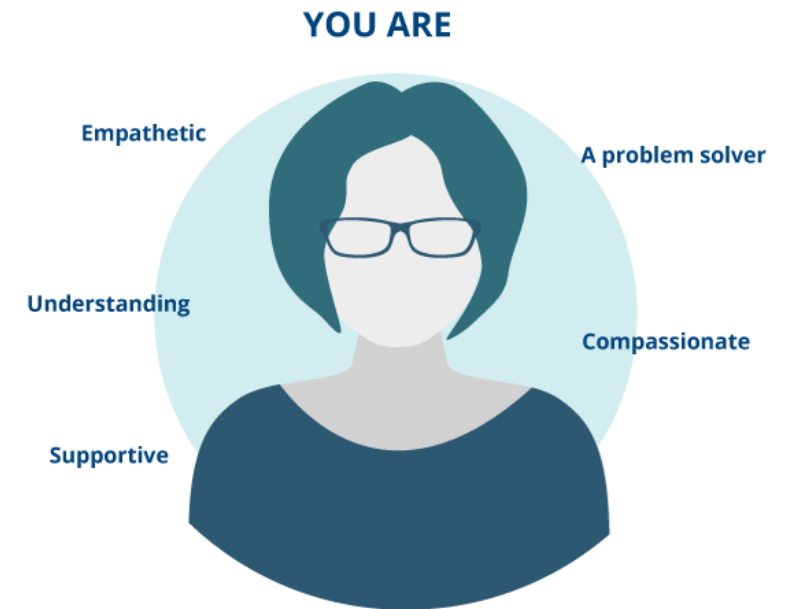 YOU ARE
Empathetic
A problem solver
Understanding
Compassionate
Supportive